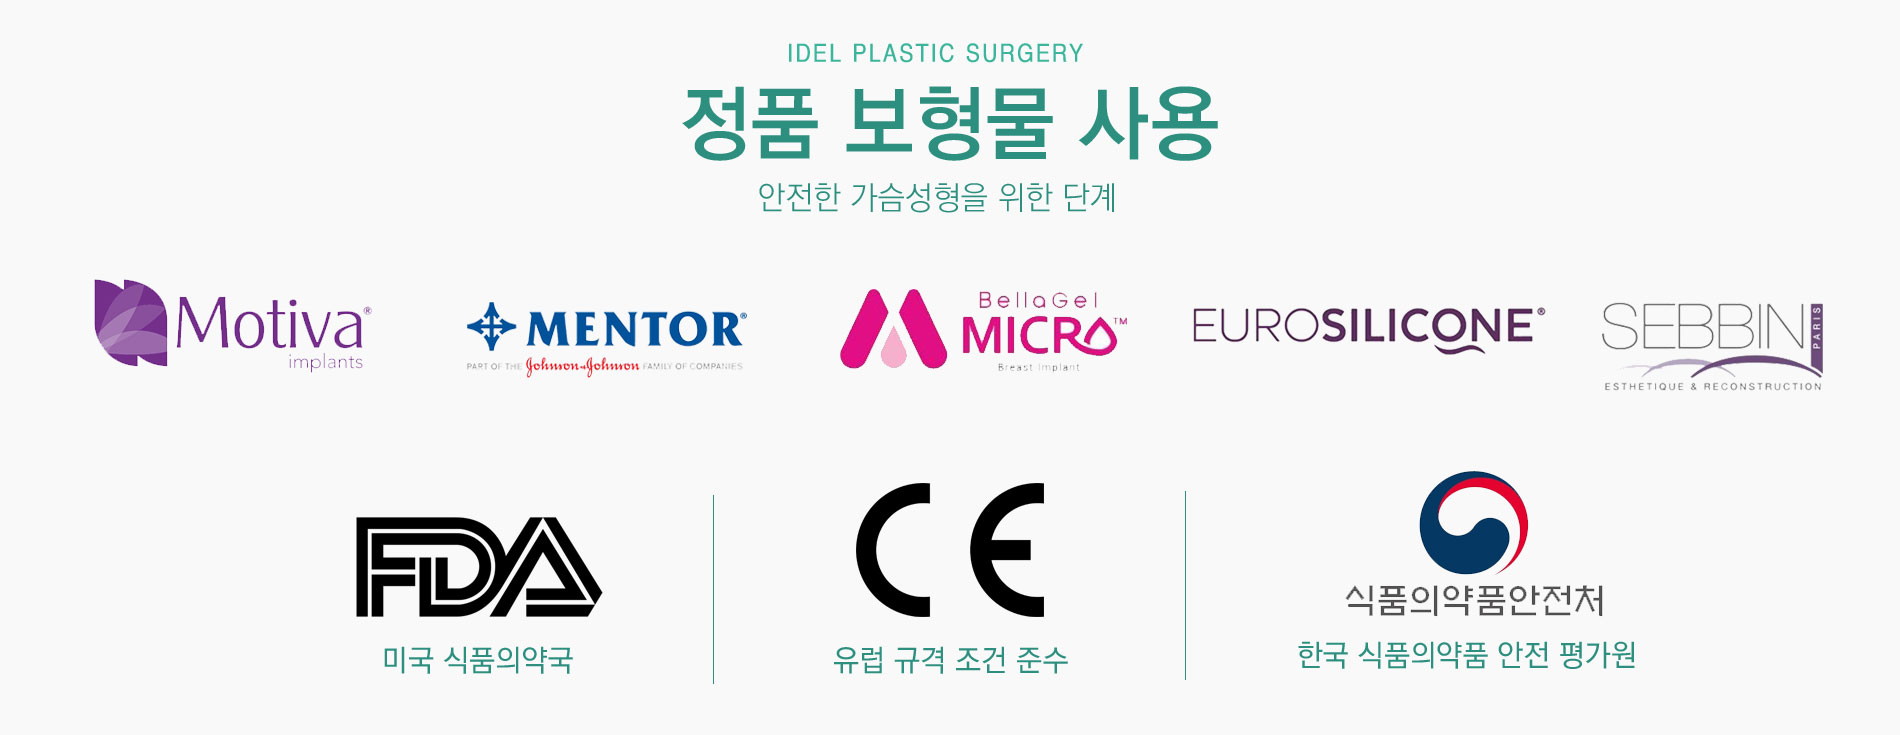 IDEL PLASTIC SURGERY
정품 보형물 사용
안전한 가슴성형을 위한 단계
Motiva®
implants
MENTOR®
PART OF THE Johnson & Johnson FAMILY OF COMPANIES
BellaGel
MICRO™
Breast Implant
EUROSILICONE®
SEBBIN
PARIS
ESTHETIQUE & RECONSTRUCTION
FDA
미국 식품의약국
CE
유럽 규격 조건 준수
식품의약품안전처
한국 식품의약품 안전 평가원